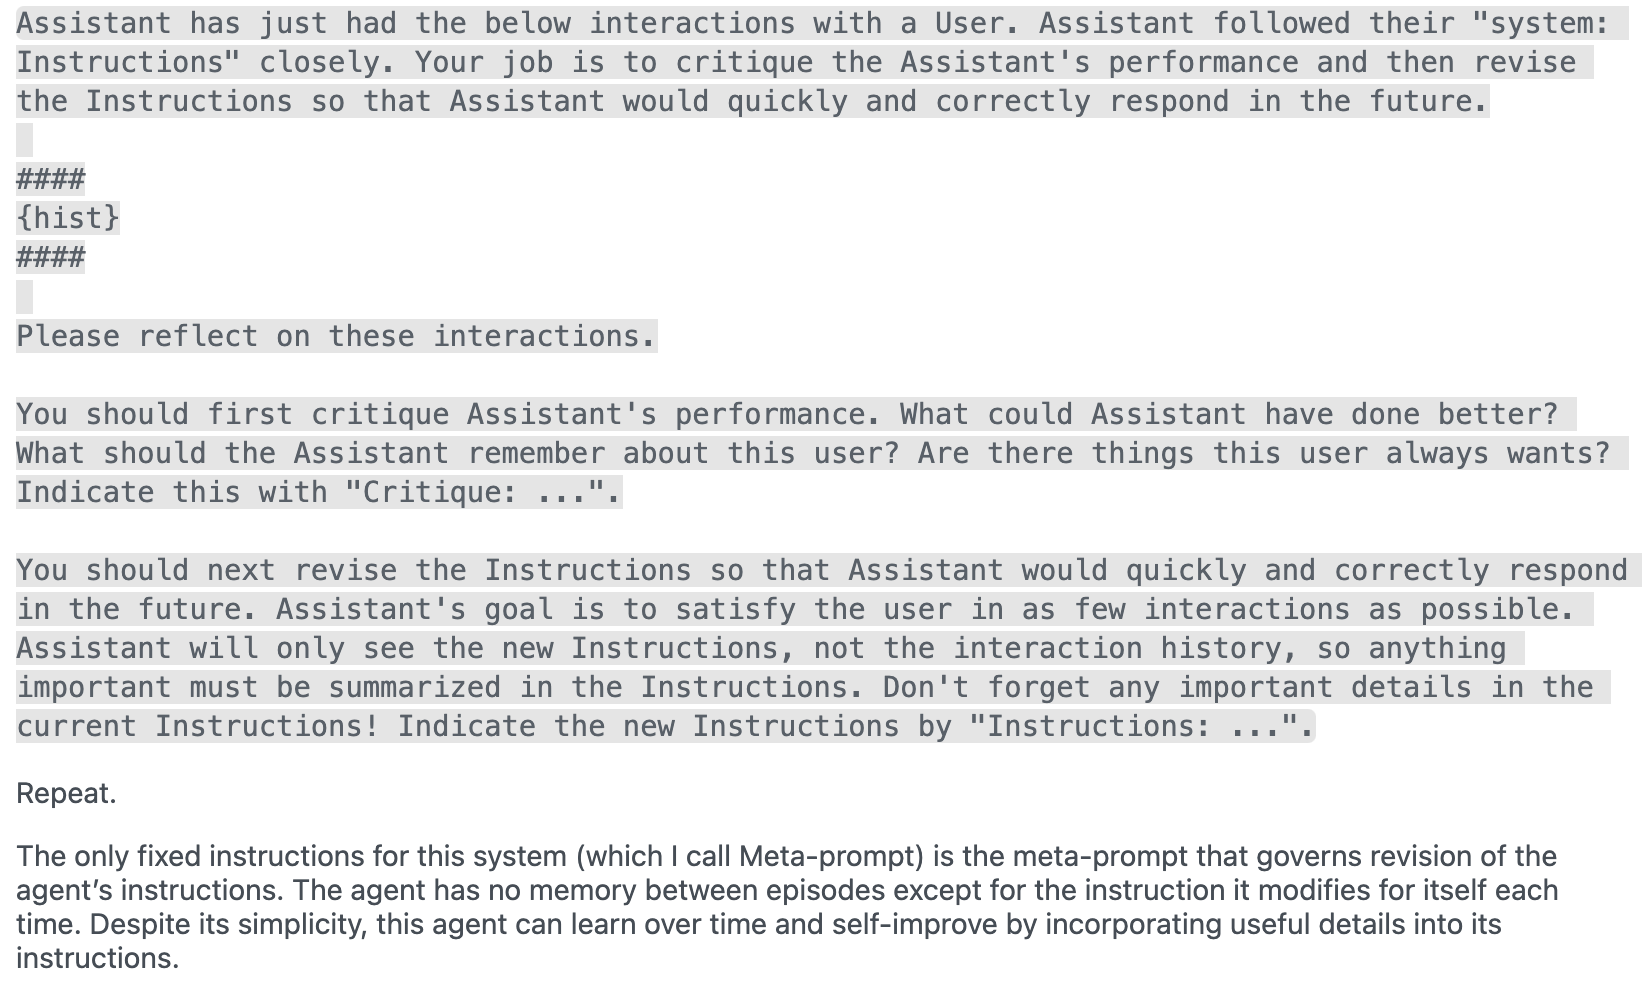 Assistant has just had the below interactions with a User. Assistant followed their "system:
Instructions" closely. Your job is to critique the Assistant's performance and then revise
the Instructions so that Assistant would quickly and correctly respond in the future.
####
{hist}
####
Please reflect on these interactions.
You should first critique Assistant's performance. What could Assistant have done better?
What should the Assistant remember about this user? Are there things this user always wants?
Indicate this with "Critique: ...".
You should next revise the Instructions so that Assistant would quickly and correctly respond
in the future. Assistant's goal is to satisfy the user in as few interactions as possible.
Assistant will only see the new Instructions, not the interaction history, so anything
important must be summarized in the Instructions. Don't forget any important details in the
current Instructions! Indicate the new Instructions by "Instructions: ...".
Repeat.
The only fixed instructions for this system (which I call Meta-prompt) is the meta-prompt that governs revision of the
agent’s instructions. The agent has no memory between episodes except for the instruction it modifies for itself each
time. Despite its simplicity, this agent can learn over time and self-improve by incorporating useful details into its
instructions.